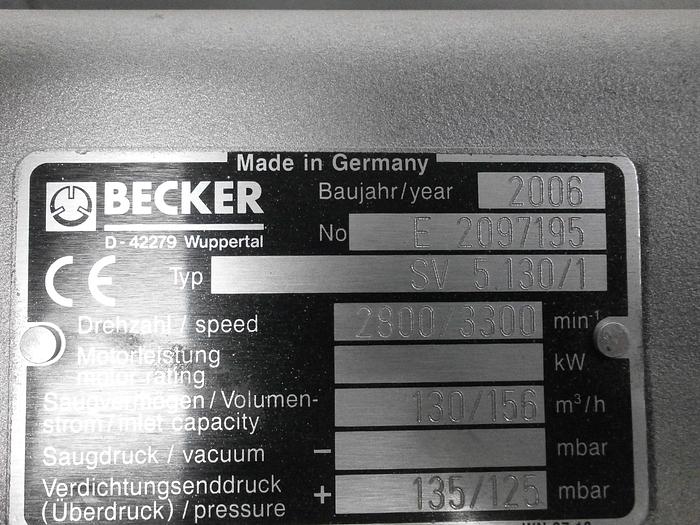 Made in Germany
BECKER
D-42279 Wuppertal
Baujahr/year 2006
No E 2097195
CE Typ SV 5.130/1
Drehzahl / speed 2800/3300 min-1
Motorleistung
motor rating kW
Saugvermögen/Volumen-
strom/inlet capacity 130/156 m³/h
Saugdruck / vacuum − mbar
Verdichtungsenddruck
(Überdruck) /pressure + 135/125 mbar